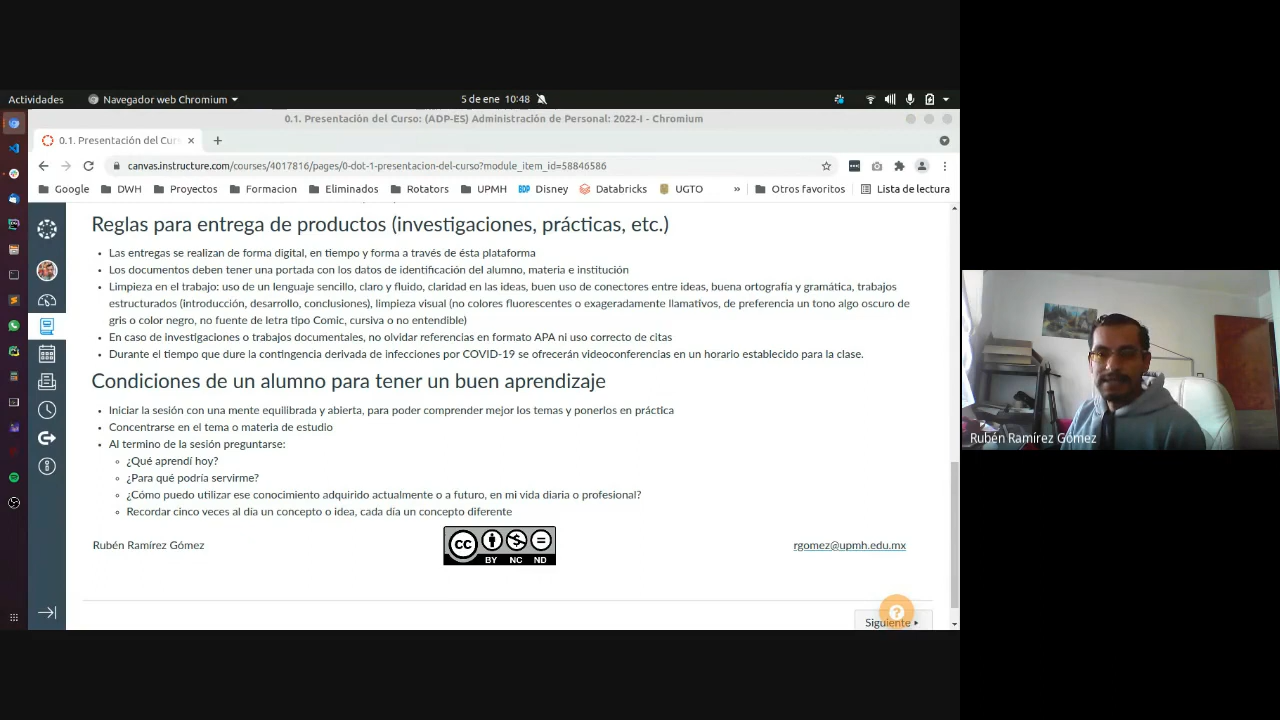 Actividades
Navegador web Chromium
5 de ene 10:48
0.1. Presentación del Curso: (ADP-ES) Administración de Personal: 2022-I - Chromium
0.1. Presentación del Cur
canvas.instructure.com/courses/4017816/pages/0-dot-1-presentacion-del-curso?module_item_id=58846586
Google DWH Proyectos Formacion Eliminados Rotators UPMH Disney Databricks UGTO » Otros favoritos Lista de lectura
Reglas para entrega de productos (investigaciones, prácticas, etc.)
• Las entregas se realizan de forma digital, en tiempo y forma a través de ésta plataforma
• Los documentos deben tener una portada con los datos de identificación del alumno, materia e institución
• Limpieza en el trabajo: uso de un lenguaje sencillo, claro y fluido, claridad en las ideas, buen uso de conectores entre ideas, buena ortografía y gramática, trabajos
estructurados (introducción, desarrollo, conclusiones), limpieza visual (no colores fluorescentes o exageradamente llamativos, de preferencia un tono algo oscuro de
gris o color negro, no fuente de letra tipo Comic, cursiva o no entendible)
• En caso de investigaciones o trabajos documentales, no olvidar referencias en formato APA ni uso correcto de citas
• Durante el tiempo que dure la contingencia derivada de infecciones por COVID-19 se ofrecerán videoconferencias en un horario establecido para la clase.
Condiciones de un alumno para tener un buen aprendizaje
• Iniciar la sesión con una mente equilibrada y abierta, para poder comprender mejor los temas y ponerlos en práctica
• Concentrarse en el tema o materia de estudio
• Al termino de la sesión preguntarse:
◦ ¿Qué aprendí hoy?
◦ ¿Para qué podría servirme?
◦ ¿Cómo puedo utilizar ese conocimiento adquirido actualmente o a futuro, en mi vida diaria o profesional?
◦ Recordar cinco veces al día un concepto o idea, cada día un concepto diferente
Rubén Ramírez Gómez
cc
BY NC ND
rgomez@upmh.edu.mx
Siguiente
Rubén Ramírez Gómez